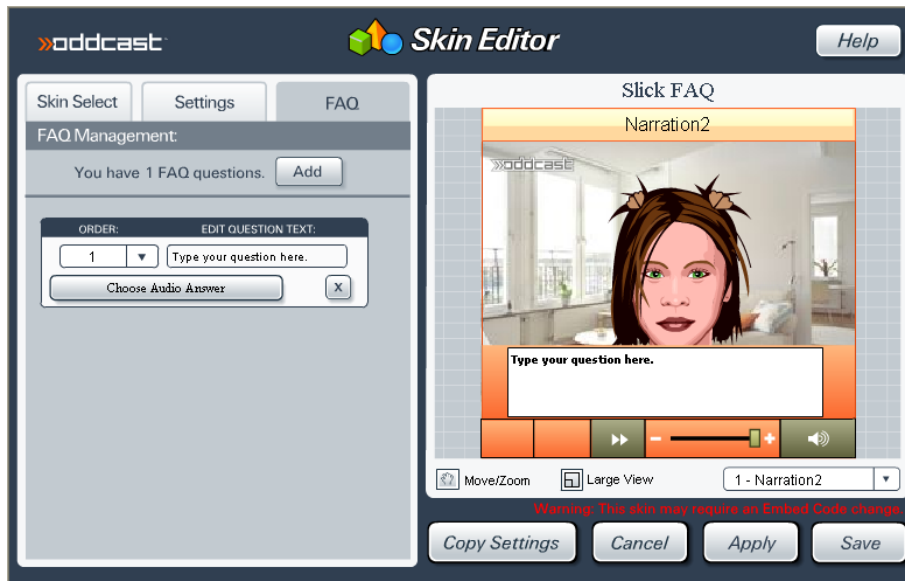 »oddcast
Skin Editor
Help
Skin Select
Settings
FAQ
FAQ Management:
You have 1 FAQ questions.
Add
ORDER:
EDIT QUESTION TEXT:
1
Type your question here.
Choose Audio Answer
X
Slick FAQ
Narration2
»oddcast
Type your question here.
Move/Zoom
Large View
1 - Narration2
Warning: This skin may require an Embed Code change.
Copy Settings
Cancel
Apply
Save